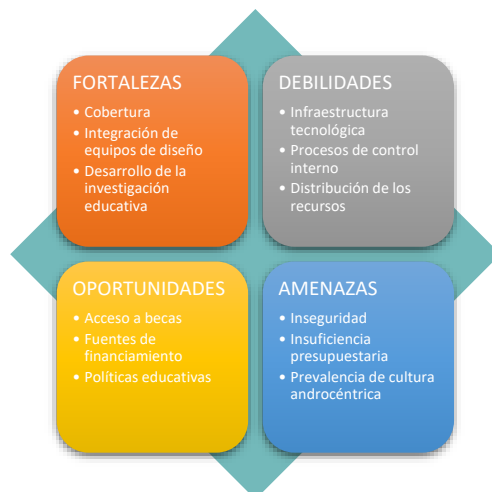 FORTALEZAS
• Cobertura
• Integración de
equipos de diseño
• Desarrollo de la
investigación
educativa
DEBILIDADES
• Infraestructura
tecnológica
• Procesos de control
interno
• Distribución de los
recursos
OPORTUNIDADES
• Acceso a becas
• Fuentes de
financiamiento
• Políticas educativas
AMENAZAS
• Inseguridad
• Insuficiencia
presupuestaria
• Prevalencia de cultura
androcéntrica